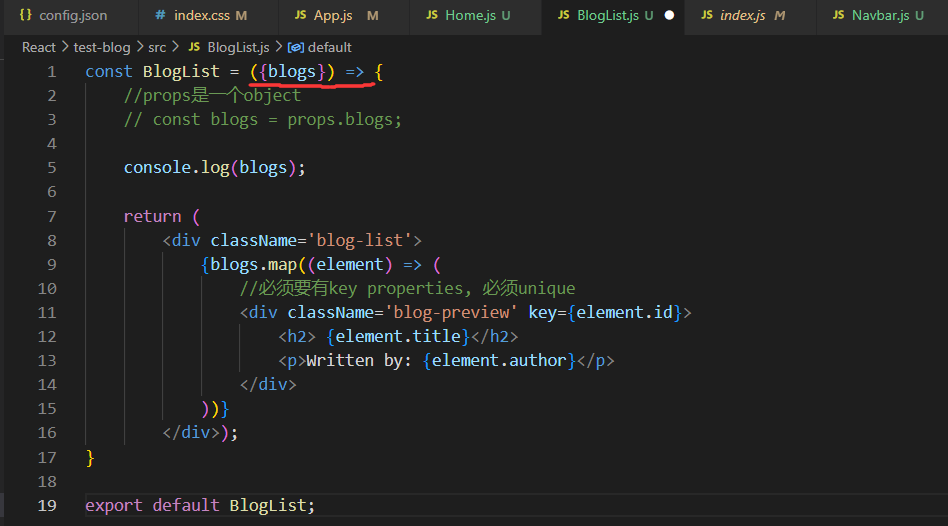 {} config.json # index.css M JS App.js M JS Home.js U JS BlogList.js U JS index.js M JS Navbar.js U
React > test-blog > src > JS BlogList.js > default
1 const BlogList = ({blogs}) => {
2 //props是一个object
3 // const blogs = props.blogs;
4
5 console.log(blogs);
6
7 return (
8 <div className='blog-list'>
9 {blogs.map((element) => (
10 //必须要有key properties, 必须unique
11 <div className='blog-preview' key={element.id}>
12 <h2> {element.title}</h2>
13 <p>Written by: {element.author}</p>
14 </div>
15 ))}
16 </div>);
17 }
18
19 export default BlogList;